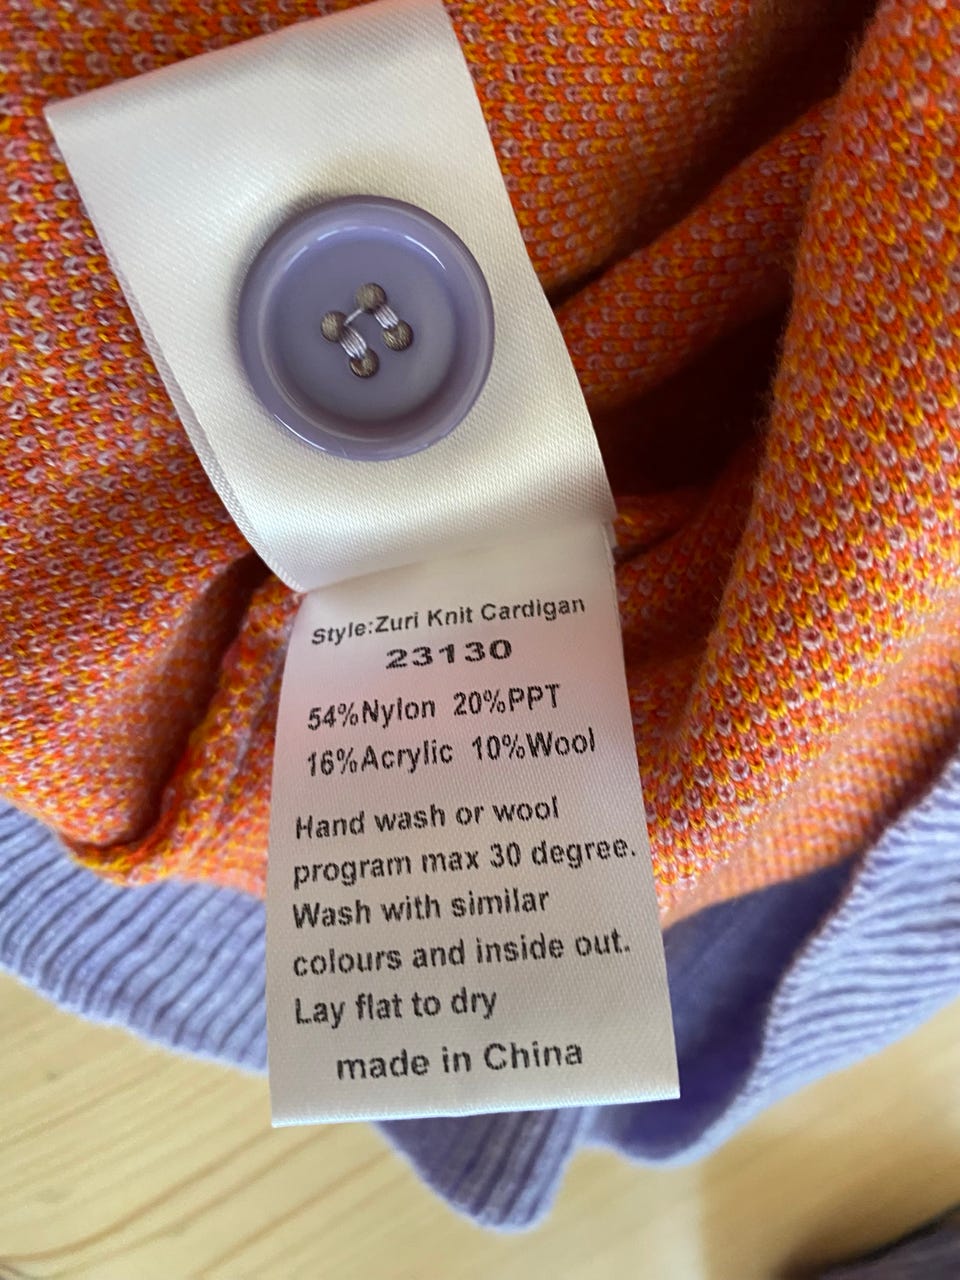 Style:Zuri Knit Cardigan
23130
54%Nylon 20%PPT
16%Acrylic 10%Wool
Hand wash or wool
program max 30 degree.
Wash with similar
colours and inside out.
Lay flat to dry
made in China